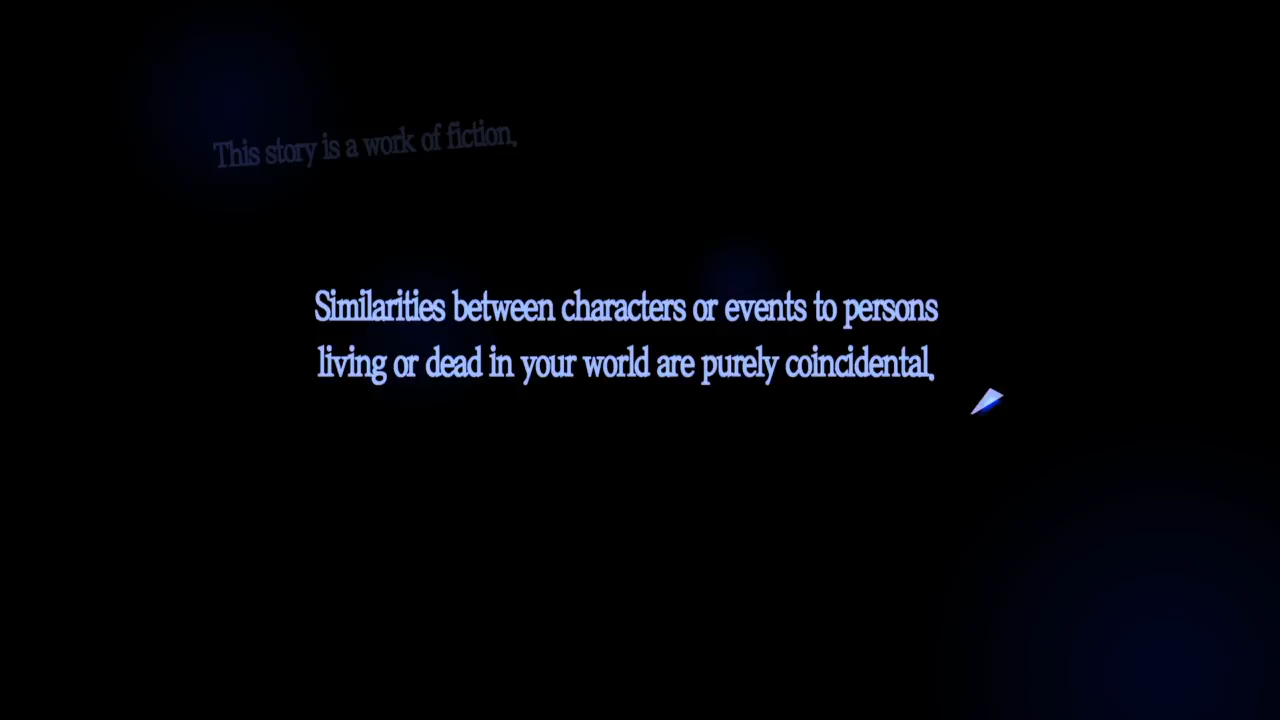 This story is a work of fiction.
Similarities between characters or events to persons
living or dead in your world are purely coincidental.